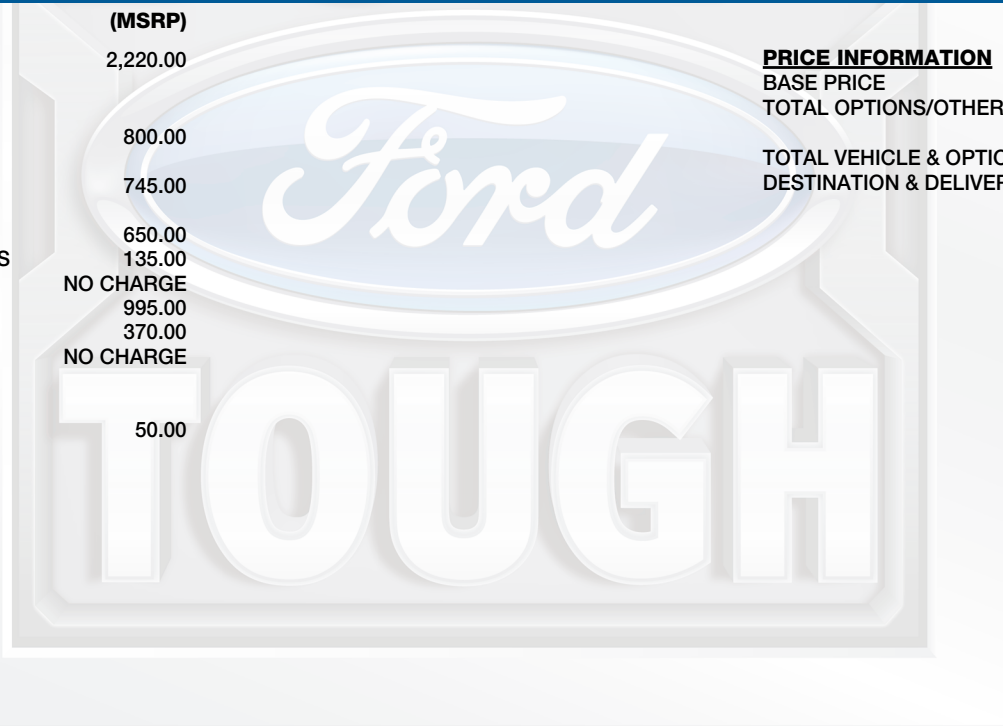 (MSRP)
2,220.00
800.00
745.00
650.00
S 135.00
NO CHARGE
995.00
370.00
NO CHARGE
50.00
PRICE INFORMATION
BASE PRICE
TOTAL OPTIONS/OTHER
TOTAL VEHICLE & OPTIO
DESTINATION & DELIVER
Ford
TOUGH